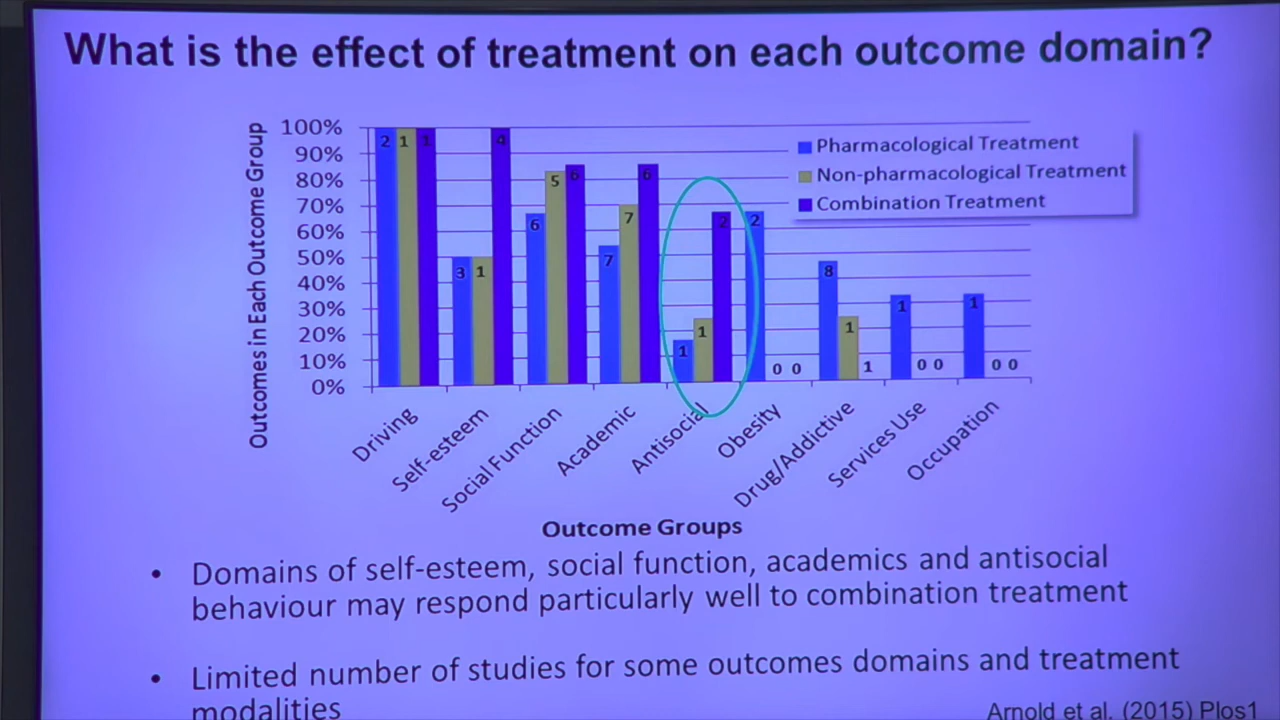 What is the effect of treatment on each outcome domain?
Outcomes in Each Outcome Group
100%
90%
80%
70%
60%
50%
40%
30%
20%
10%
0%
Pharmacological Treatment
Non-pharmacological Treatment
Combination Treatment
2 1 1
3 1 4
6 5 6
7 7 6
1 1 2
2 0 0
8 1 1
1 0 0
1 0 0
Driving
Self-esteem
Social Function
Academic
Antisocial
Obesity
Drug/Addictive
Services Use
Occupation
Outcome Groups
• Domains of self-esteem, social function, academics and antisocial
behaviour may respond particularly well to combination treatment
• Limited number of studies for some outcomes domains and treatment
modalities
Arnold et al. (2015) Plos1